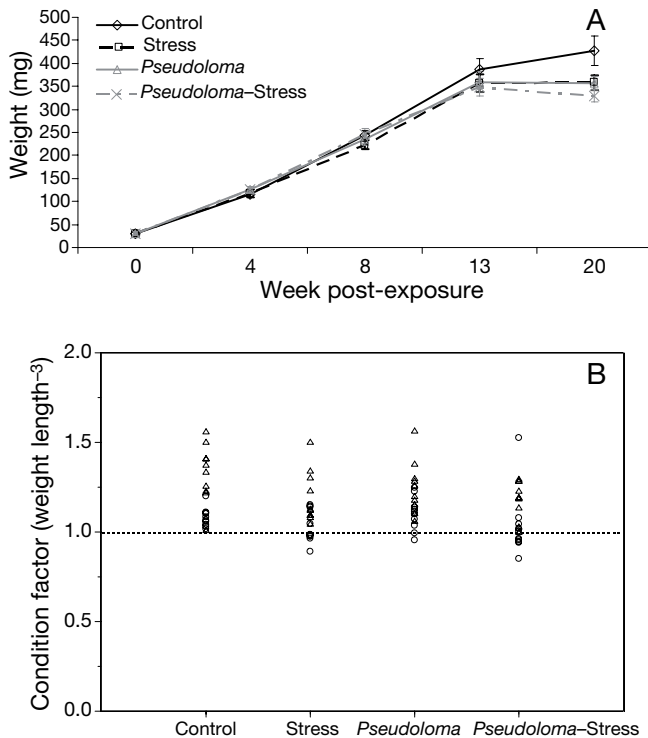 A
Control
Stress
Pseudoloma
Pseudoloma–Stress
Weight (mg)
500
450
400
350
300
250
200
150
100
50
0
0 4 8 13 20
Week post-exposure
B
Condition factor (weight length–3)
2.0
1.5
1.0
0.5
0.0
Control Stress Pseudoloma Pseudoloma–Stress